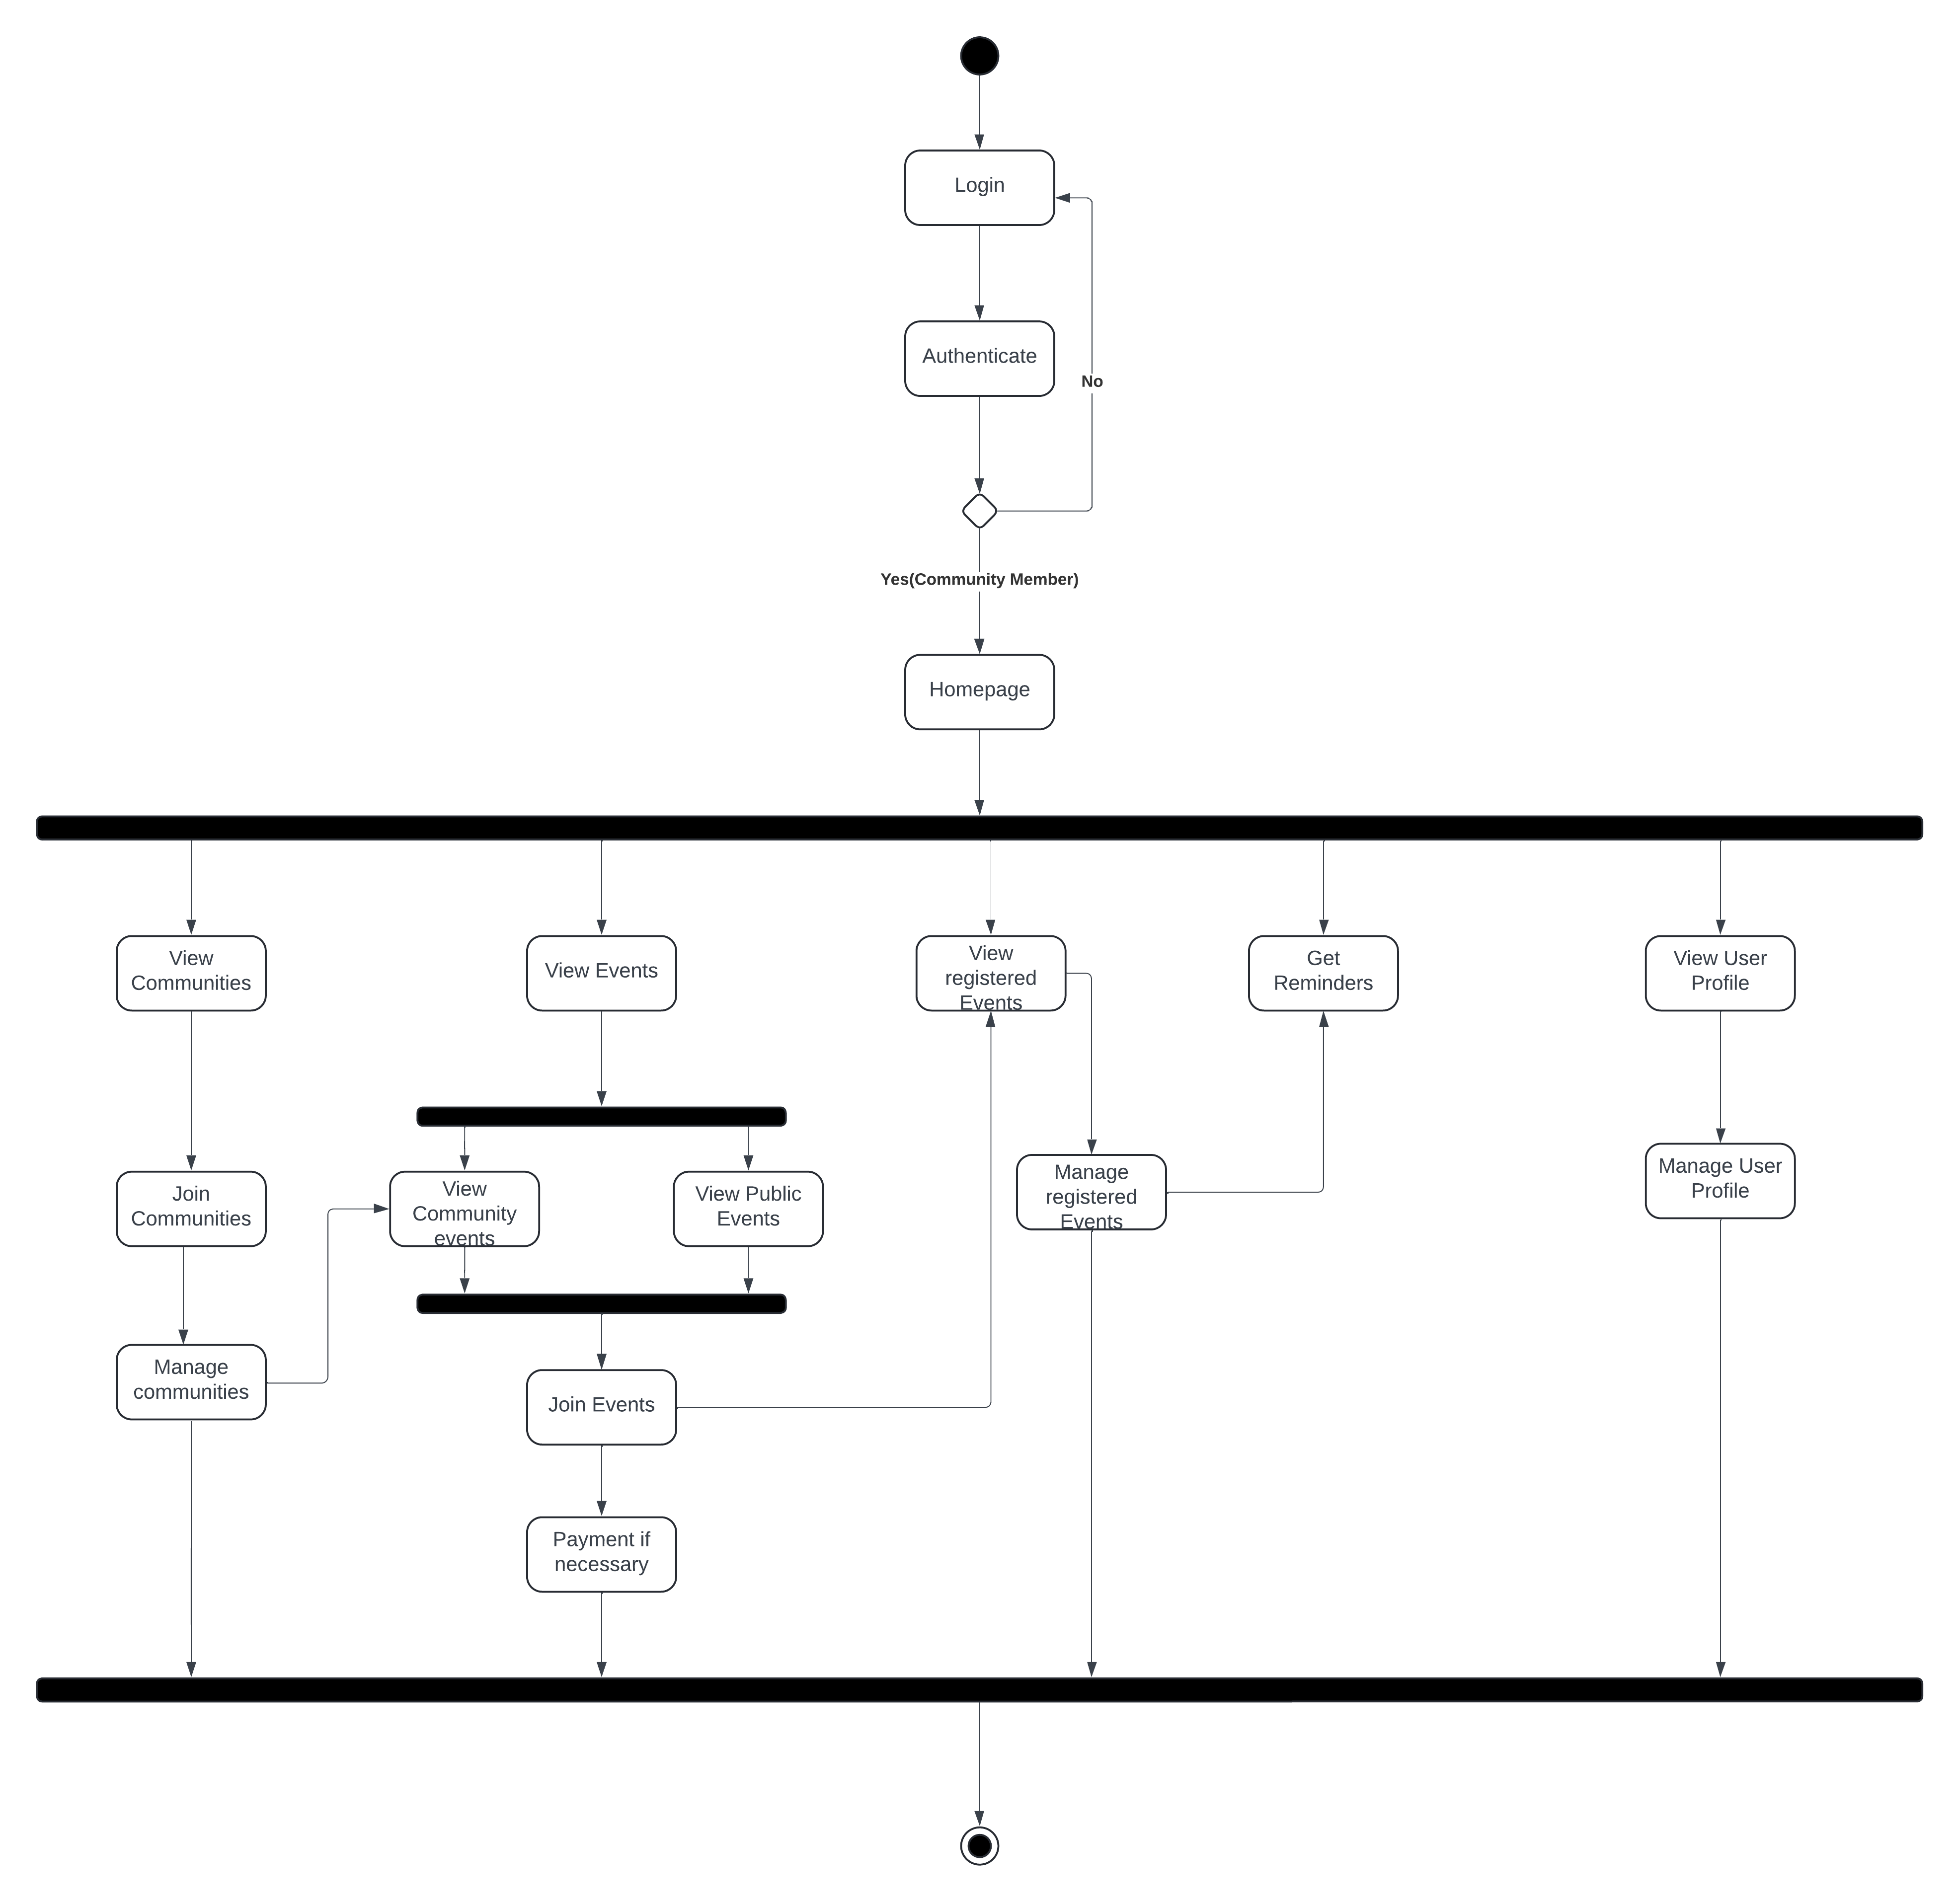 Login
Authenticate
No
Yes(Community Member)
Homepage
View
Communities
View Events
View
registered
Events
Get
Reminders
View User
Profile
Join
Communities
View
Community
events
View Public
Events
Manage
registered
Events
Manage User
Profile
Manage
communities
Join Events
Payment if
necessary